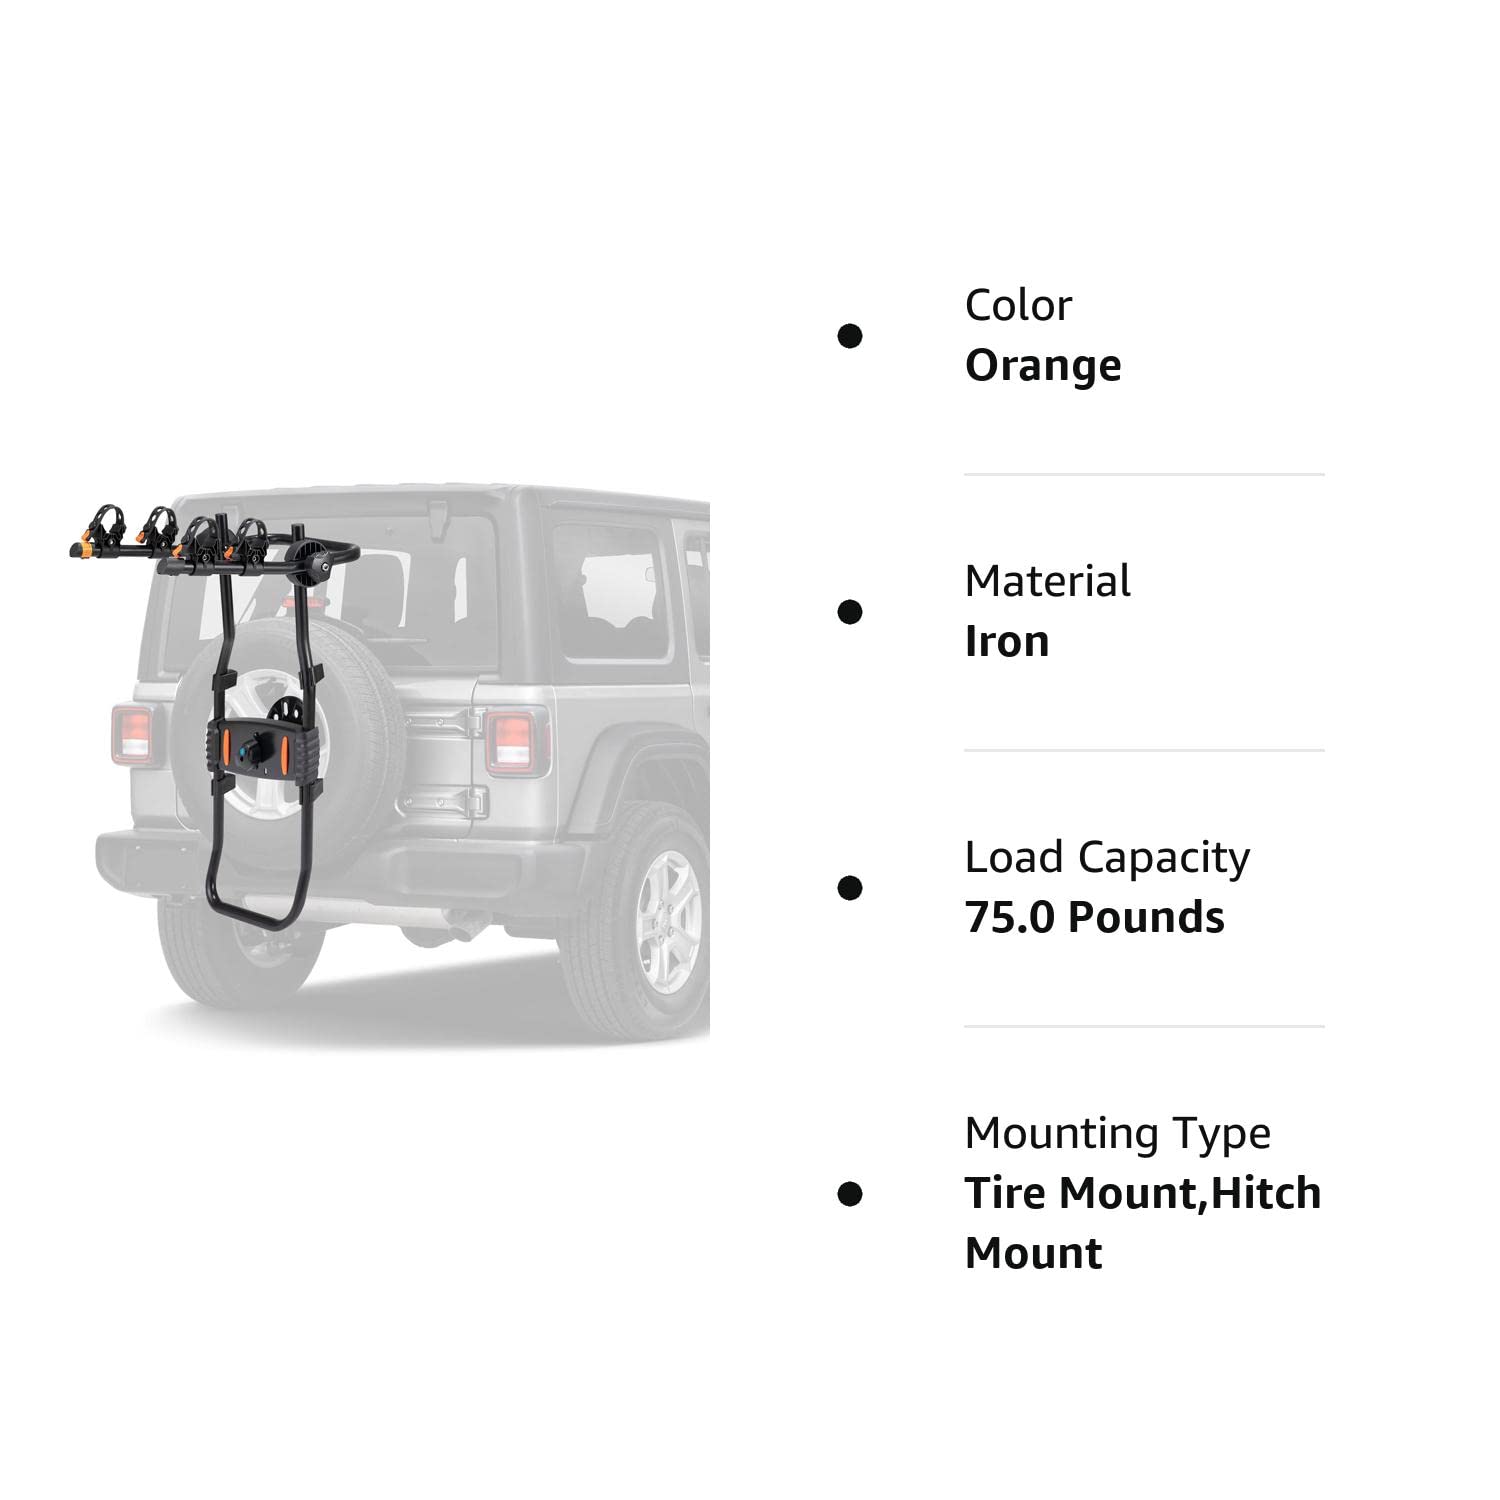 Color
Orange
Material
Iron
Load Capacity
75.0 Pounds
Mounting Type
Tire Mount,Hitch
Mount